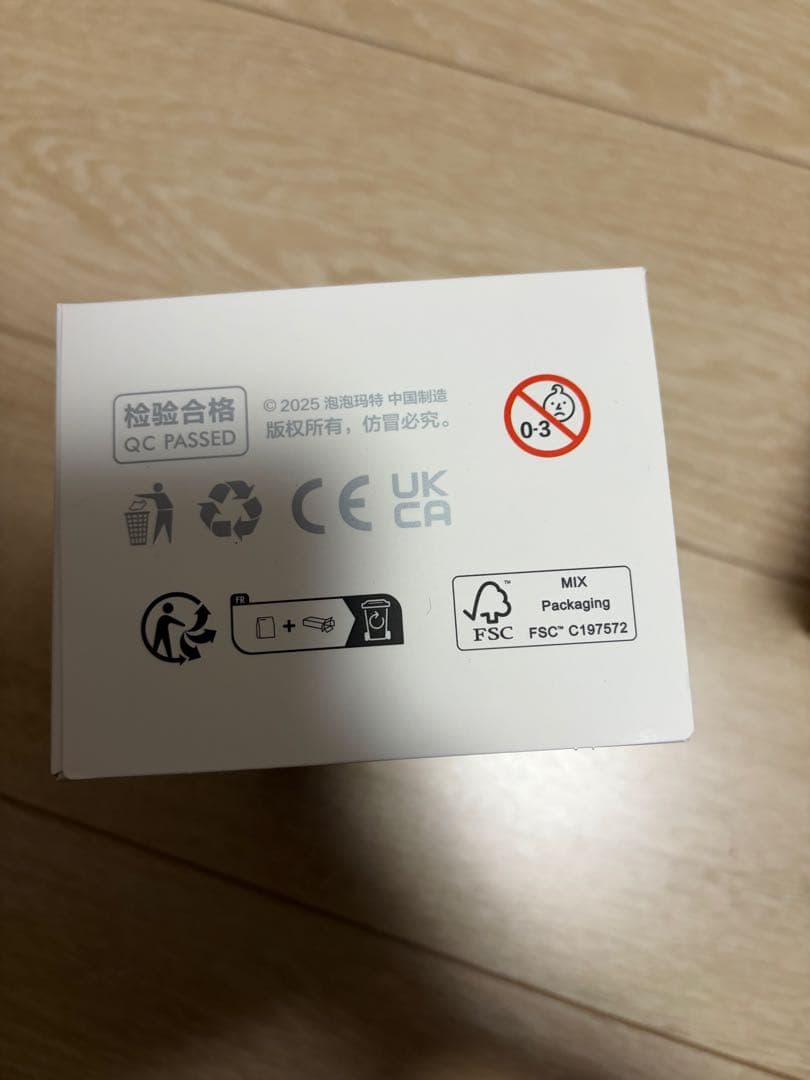 检验合格
QC PASSED
© 2025 泡泡玛特 中国制造
版权所有，仿冒必究。
0-3
CE
UK
CA
FR
FSC™
MIX
Packaging
FSC™ C197572